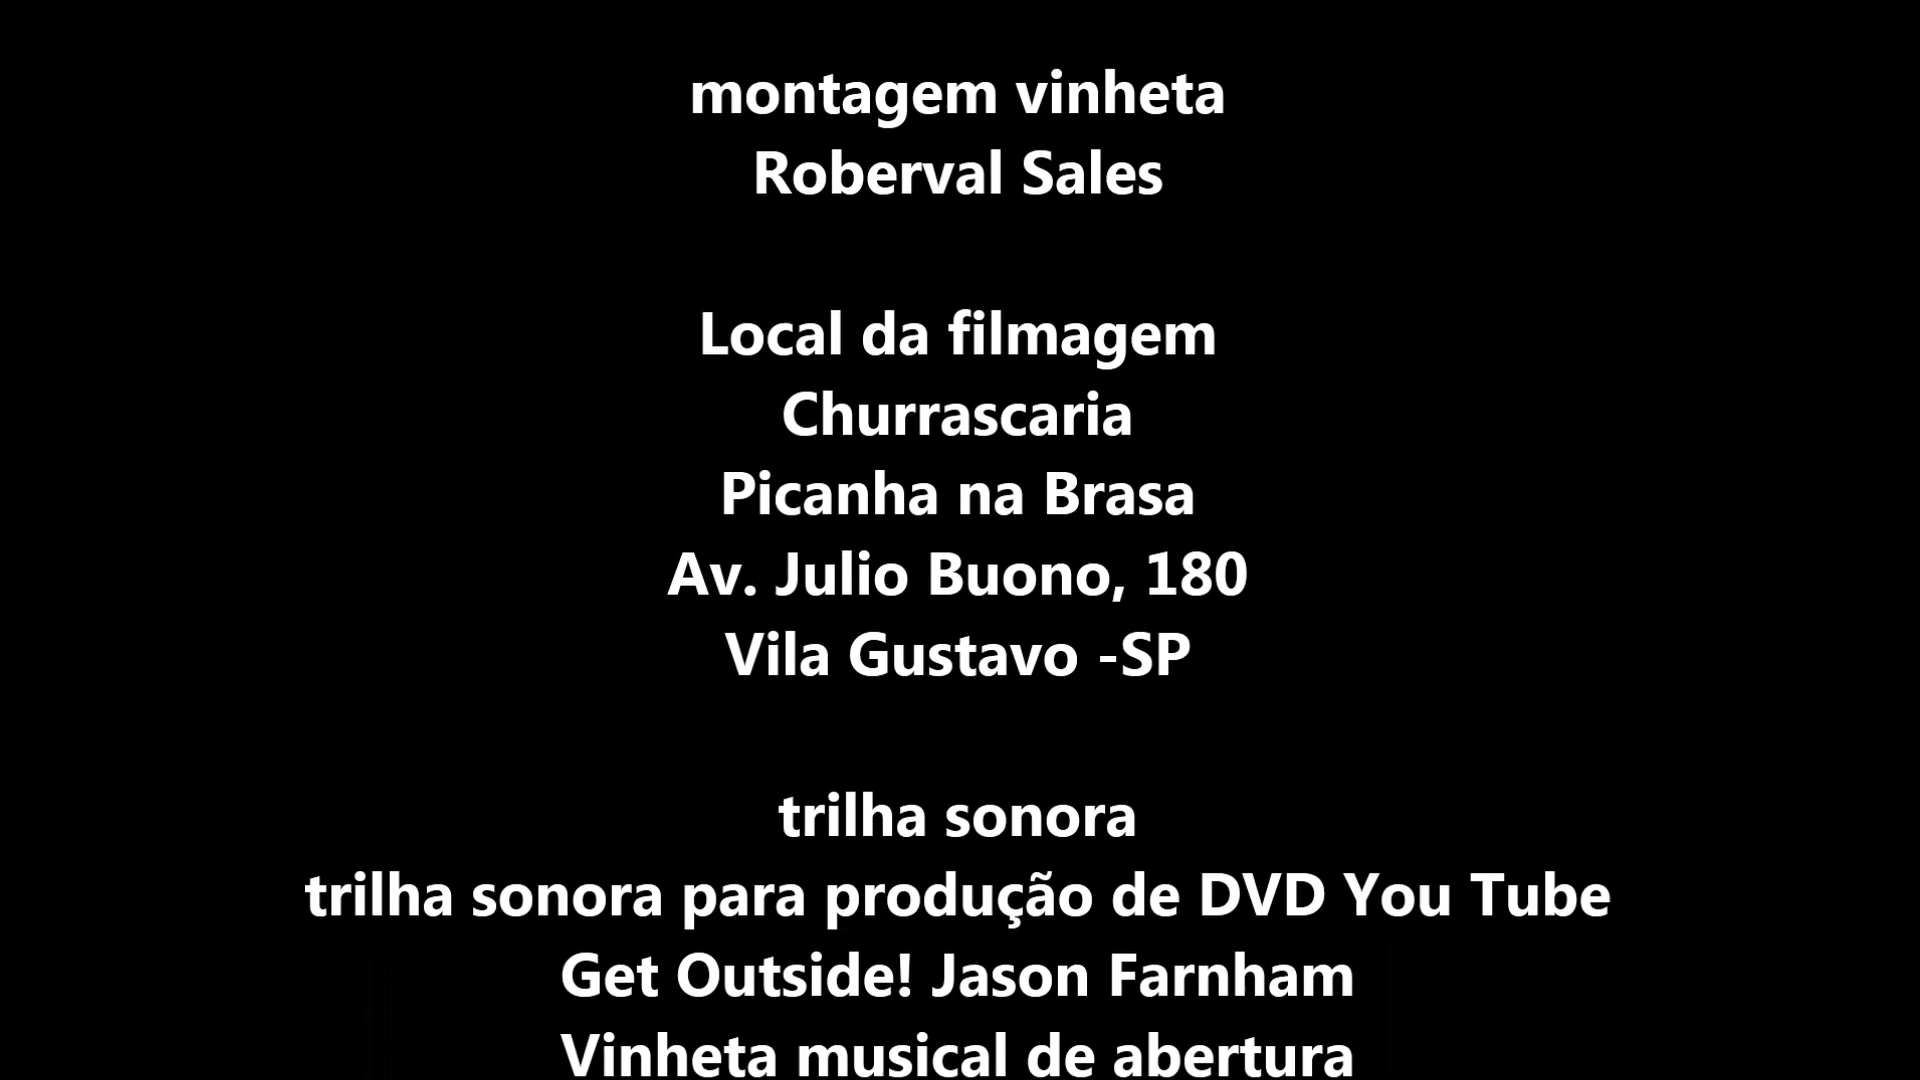 montagem vinheta
Roberval Sales
Local da filmagem
Churrascaria
Picanha na Brasa
Av. Julio Buono, 180
Vila Gustavo -SP
trilha sonora
trilha sonora para produção de DVD You Tube
Get Outside! Jason Farnham
Vinheta musical de abertura